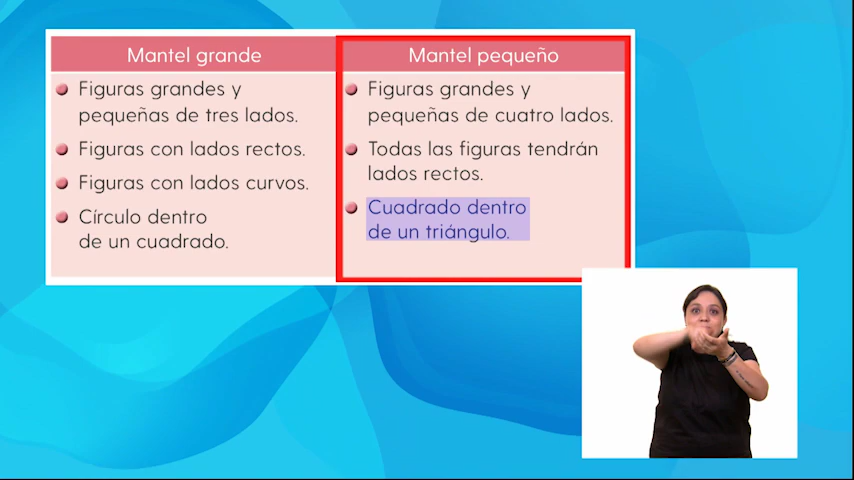 Mantel grande
Figuras grandes y
pequeñas de tres lados.
Figuras con lados rectos.
Figuras con lados curvos.
Círculo dentro
de un cuadrado.
Mantel pequeño
Figuras grandes y
pequeñas de cuatro lados.
Todas las figuras tendrán
lados rectos.
Cuadrado dentro
de un triángulo.